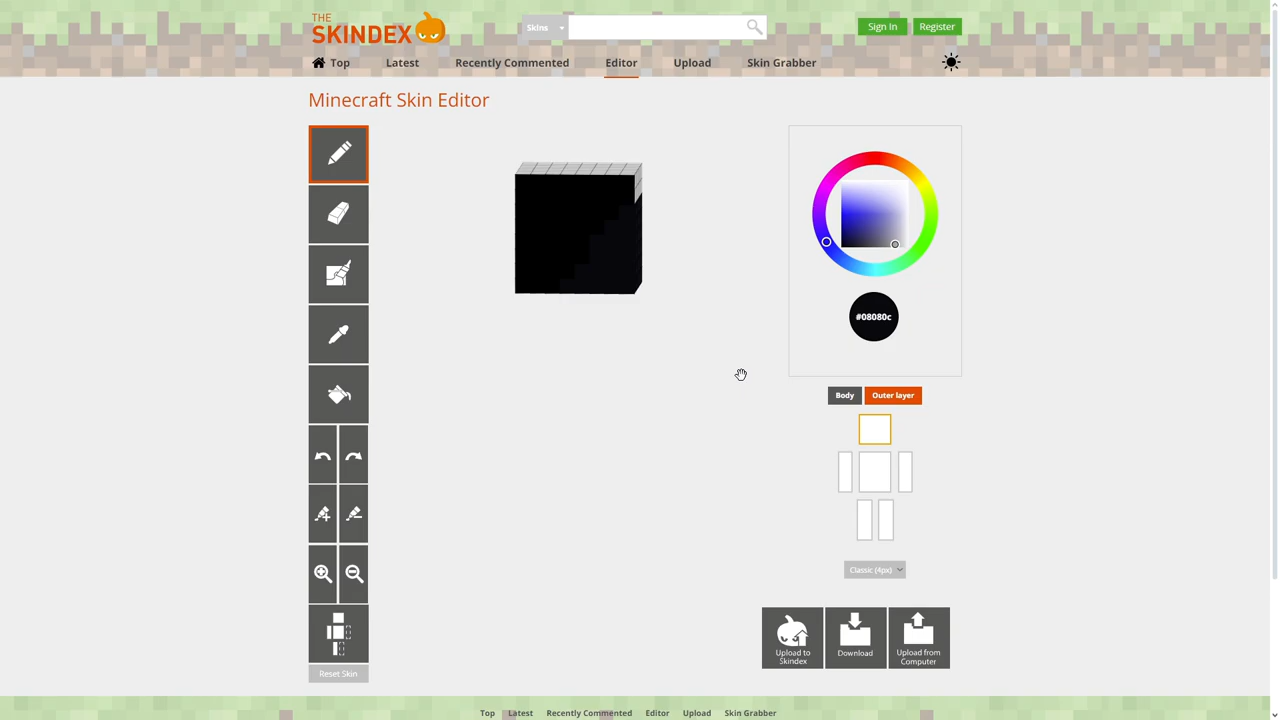 THE
SKINDEX
Skins
Sign In Register
Top Latest Recently Commented Editor Upload Skin Grabber
Minecraft Skin Editor
#08080c
Body Outer layer
Classic (4px)
Upload to
Skindex
Download
Upload from
Computer
Reset Skin
Top Latest Recently Commented Editor Upload Skin Grabber